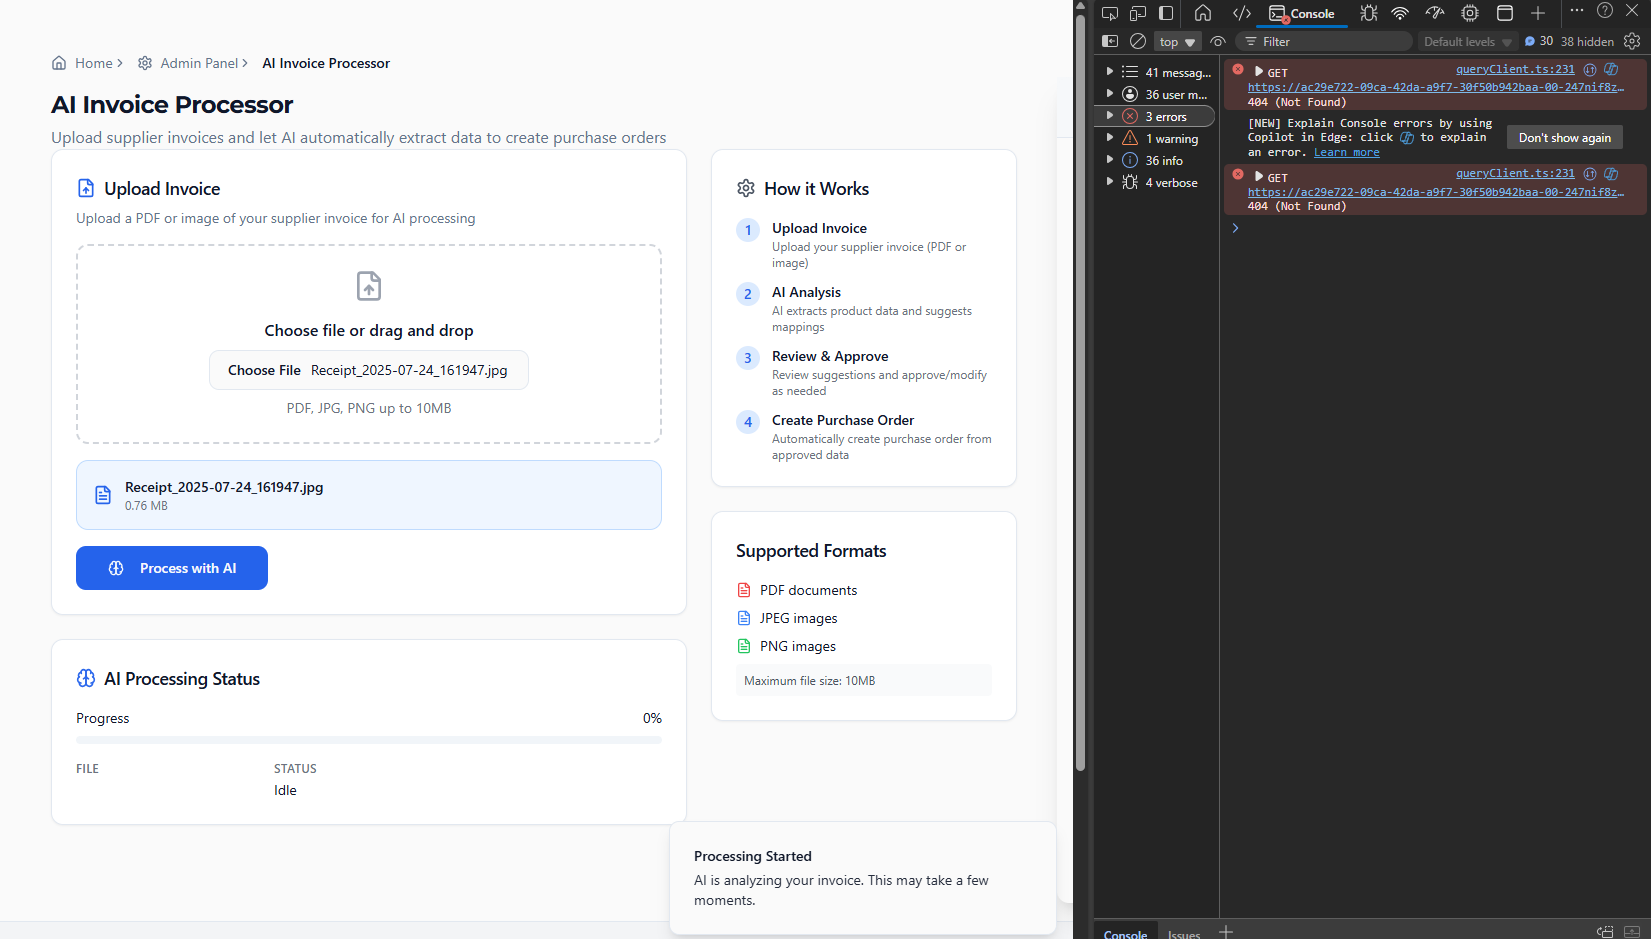 Home
Admin Panel
AI Invoice Processor
AI Invoice Processor
Upload supplier invoices and let AI automatically extract data to create purchase orders
Upload Invoice
Upload a PDF or image of your supplier invoice for AI processing
Choose file or drag and drop
Choose File Receipt_2025-07-24_161947.jpg
PDF, JPG, PNG up to 10MB
Receipt_2025-07-24_161947.jpg
0.76 MB
Process with AI
AI Processing Status
Progress 0%
FILE STATUS
Idle
How it Works
1 Upload Invoice
Upload your supplier invoice (PDF or
image)
2 AI Analysis
AI extracts product data and suggests
mappings
3 Review & Approve
Review suggestions and approve/modify
as needed
4 Create Purchase Order
Automatically create purchase order from
approved data
Supported Formats
PDF documents
JPEG images
PNG images
Maximum file size: 10MB
Processing Started
AI is analyzing your invoice. This may take a few
moments.
Console
top
Filter
Default levels
30
38 hidden
41 messag...
36 user m...
3 errors
1 warning
36 info
4 verbose
GET queryClient.ts:231
https://ac29e722-09ca-42da-a9f7-30f50b942baa-00-247nif8z…
404 (Not Found)
[NEW] Explain Console errors by using
Copilot in Edge: click to explain
an error. Learn more
Don't show again
GET queryClient.ts:231
https://ac29e722-09ca-42da-a9f7-30f50b942baa-00-247nif8z…
404 (Not Found)
Console Issues